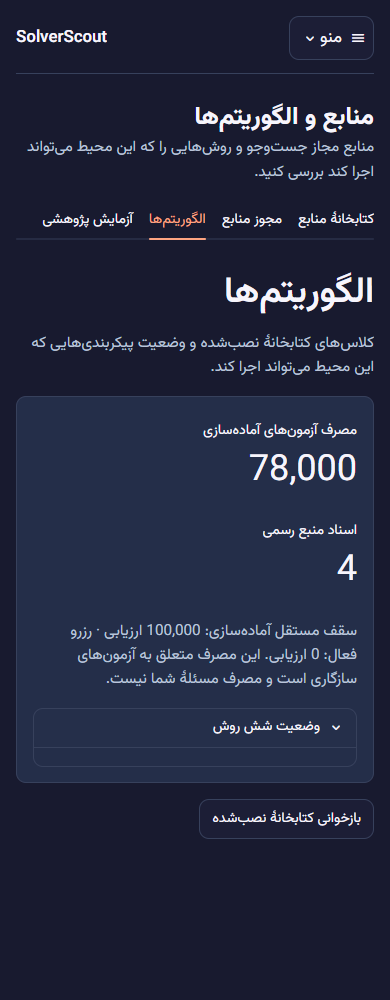 منو
SolverScout
منابع و الگوریتم‌ها
منابع مجاز جست‌وجو و روش‌هایی را که این محیط می‌تواند
اجرا کند بررسی کنید.
کتابخانهٔ منابع
مجوز منابع
الگوریتم‌ها
آزمایش پژوهشی
الگوریتم‌ها
کلاس‌های کتابخانهٔ نصب‌شده و وضعیت پیکربندی‌هایی که
این محیط می‌تواند اجرا کند.
مصرف آزمون‌های آماده‌سازی
78,000
اسناد منبع رسمی
4
سقف مستقل آماده‌سازی: 100,000 ارزیابی · رزرو
فعال: 0 ارزیابی. این مصرف متعلق به آزمون‌های
سازگاری است و مصرف مسئلهٔ شما نیست.
وضعیت شش روش
بازخوانی کتابخانهٔ نصب‌شده